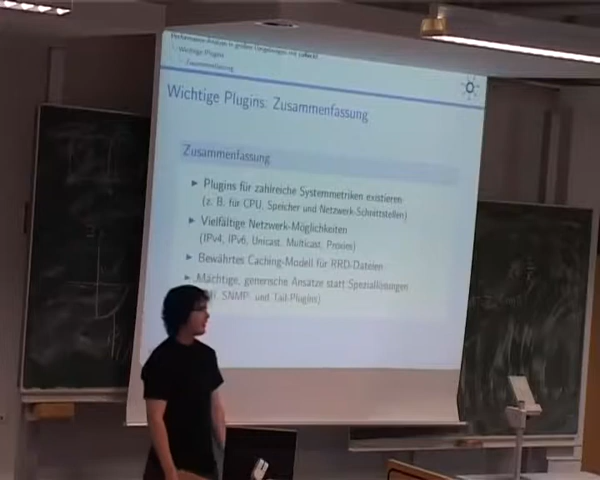 Performance-Analyse in großen Umgebungen mit collectd
Wichtige Plugins
Zusammenfassung
Wichtige Plugins: Zusammenfassung
Zusammenfassung
► Plugins für zahlreiche Systemmetriken existieren
(z. B. für CPU, Speicher und Netzwerk-Schnittstellen)
► Vielfältige Netzwerk-Möglichkeiten
(IPv4, IPv6, Unicast, Multicast, Proxies)
► Bewährtes Caching-Modell für RRD-Dateien
► Mächtige, generische Ansätze statt Speziallösungen
SNMP- und Tail-Plugins)